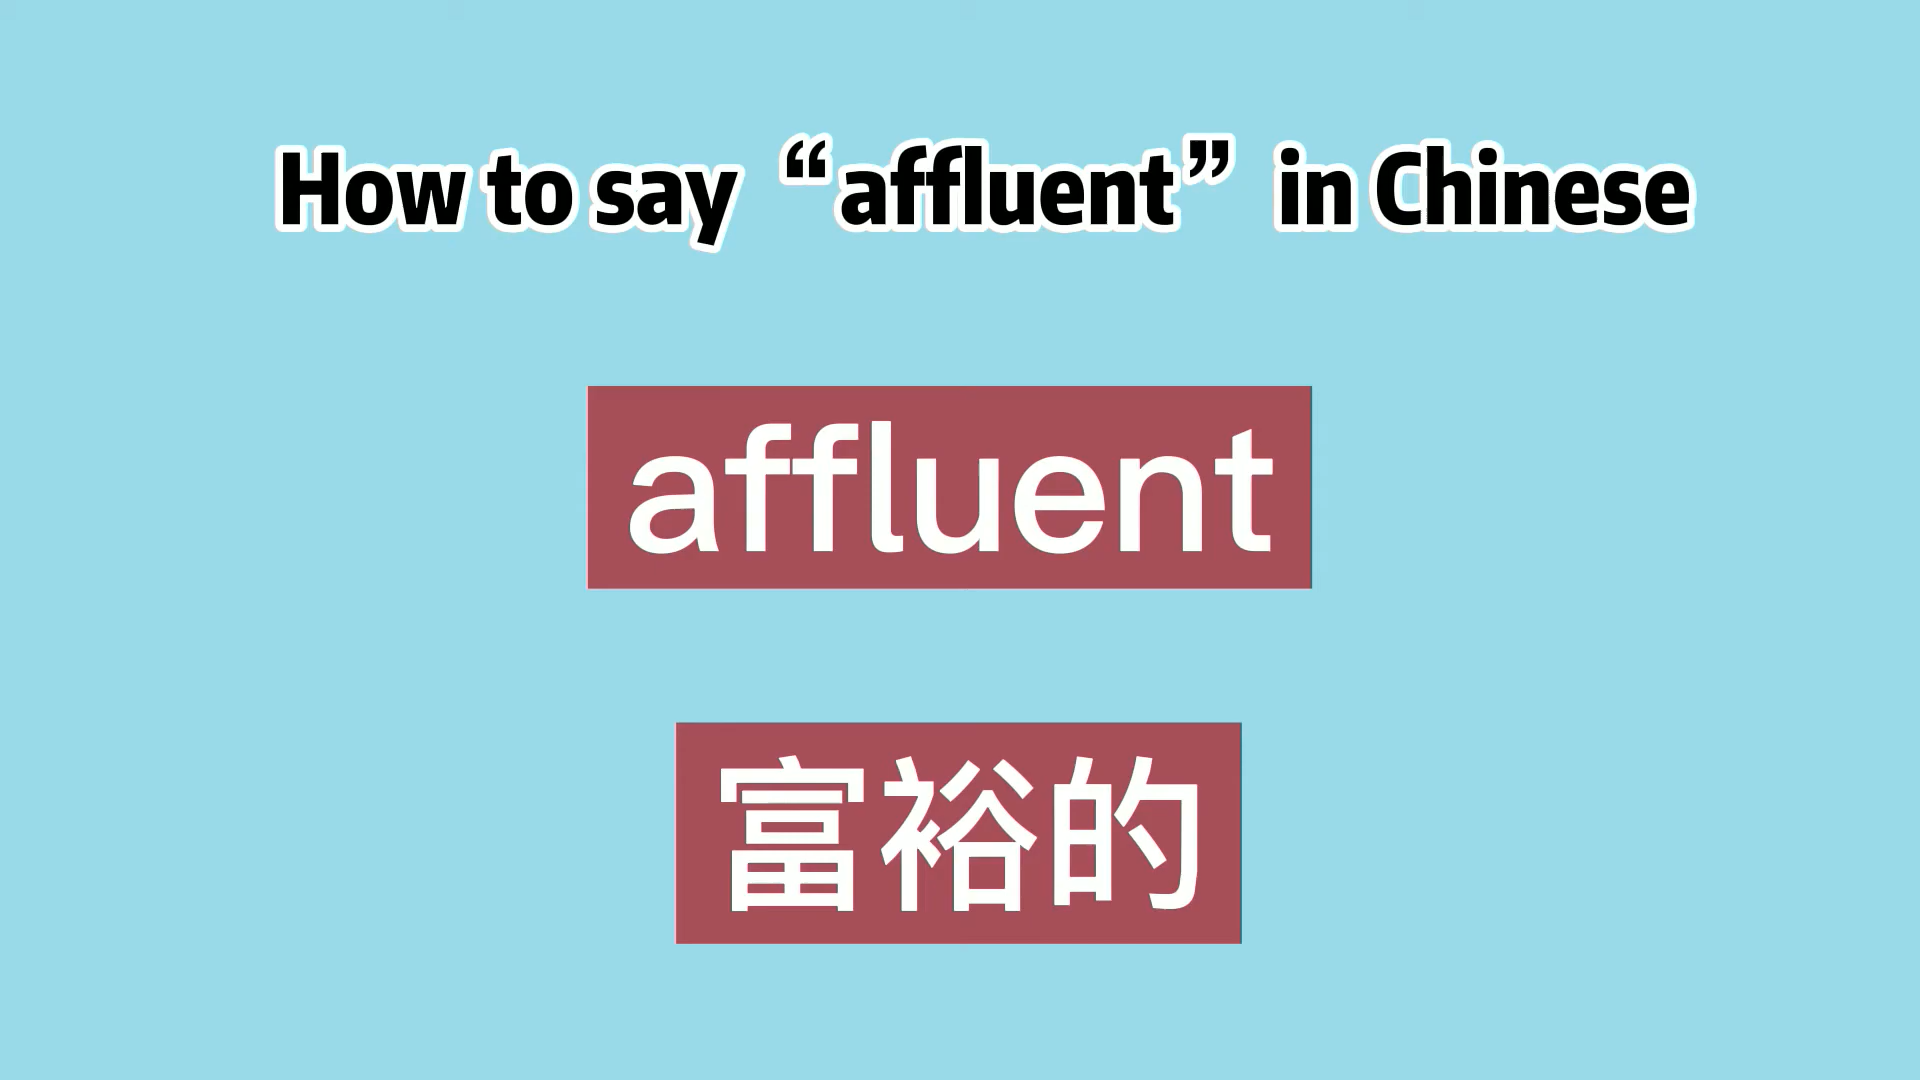 How to say “affluent” in Chinese
affluent
富裕的